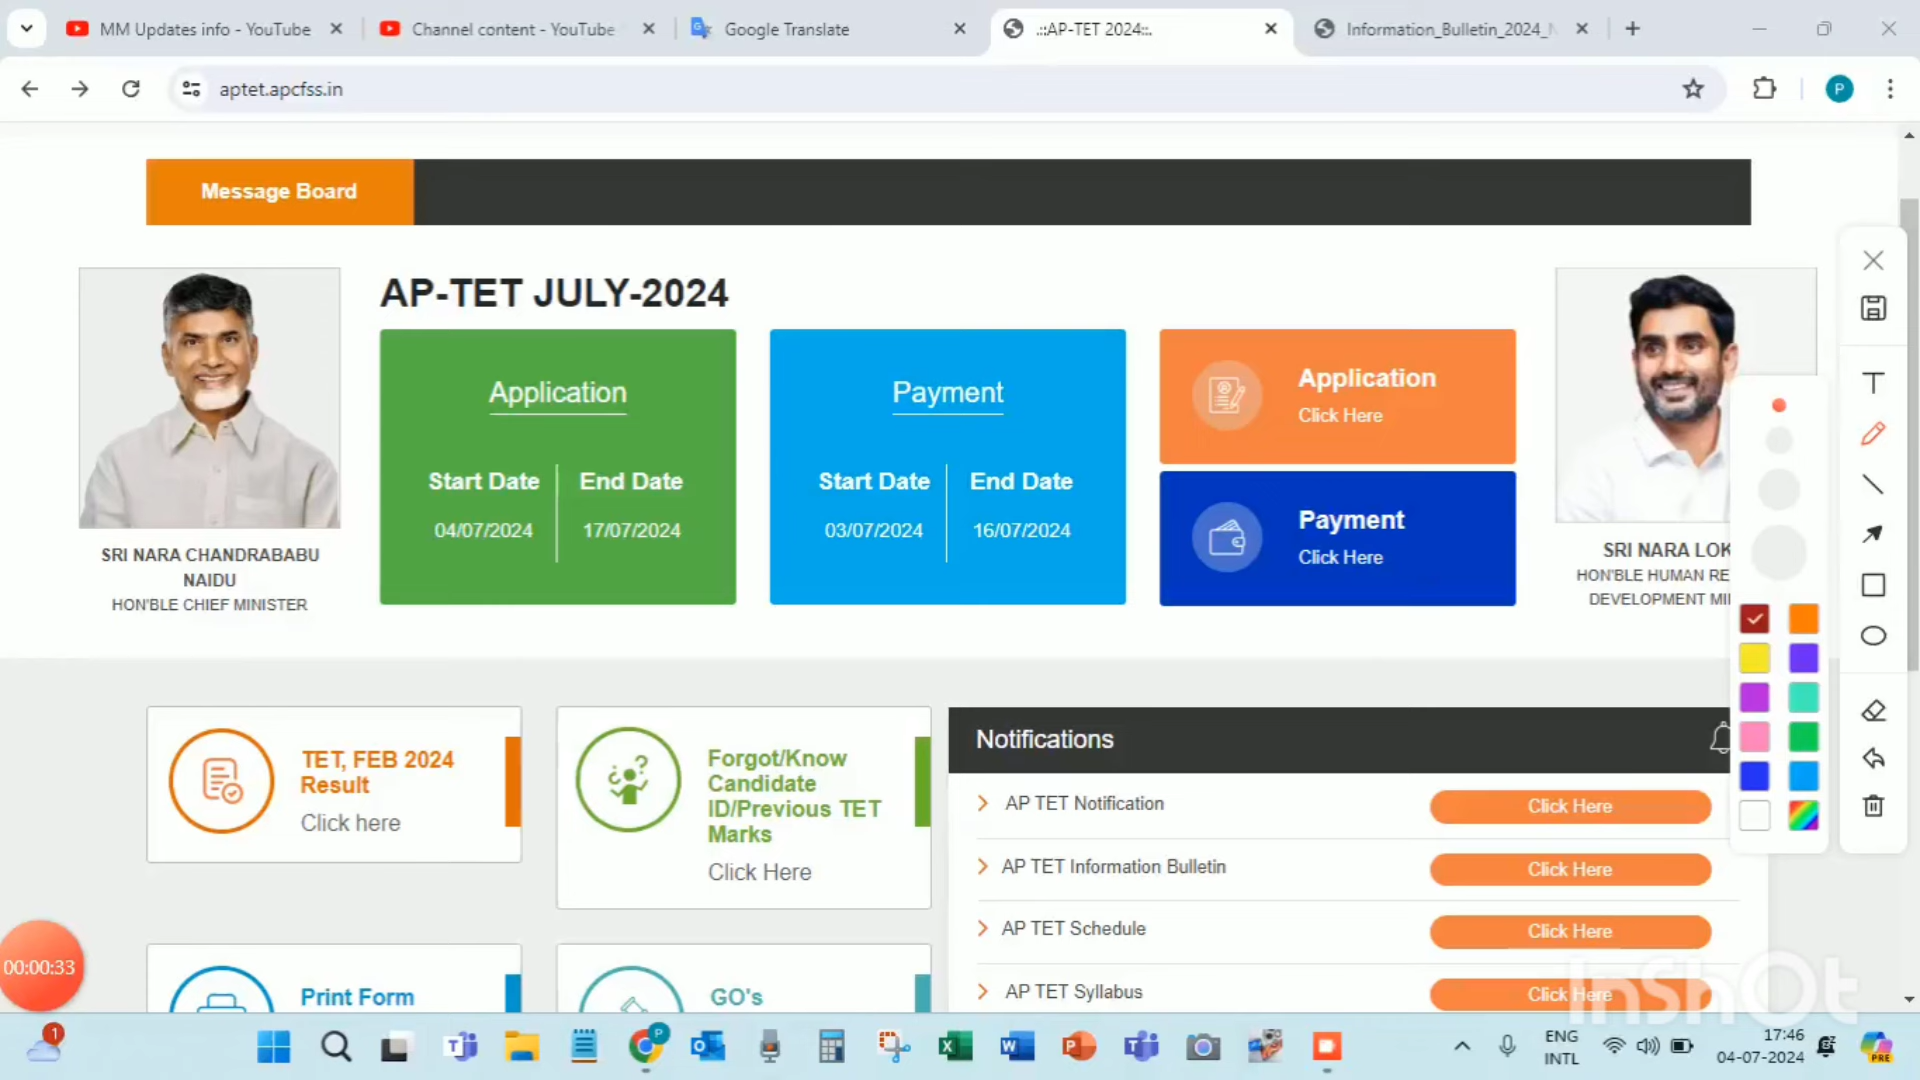 MM Updates info - YouTube
Channel content - YouTube
Google Translate
.::AP-TET 2024::.
Information_Bulletin_2024_
aptet.apcfss.in
Message Board
AP-TET JULY-2024
Application
Start Date
End Date
04/07/2024
17/07/2024
Payment
Start Date
End Date
03/07/2024
16/07/2024
Application
Click Here
Payment
Click Here
SRI NARA CHANDRABABU
NAIDU
HON'BLE CHIEF MINISTER
SRI NARA LOK
HON'BLE HUMAN RE
DEVELOPMENT MI
TET, FEB 2024
Result
Click here
Forgot/Know
Candidate
ID/Previous TET
Marks
Click Here
Print Form
GO's
Notifications
AP TET Notification
Click Here
AP TET Information Bulletin
Click Here
AP TET Schedule
Click Here
AP TET Syllabus
Click Here
InShOt
00:00:33
T
P
1
P
ENG
INTL
17:46
04-07-2024
PRE